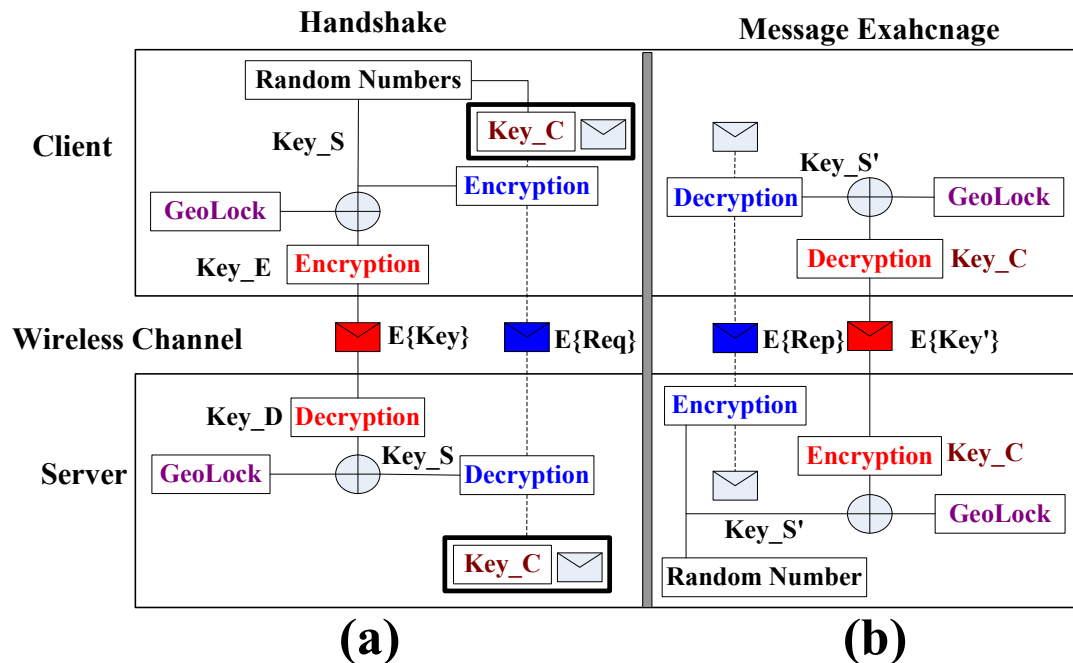 Handshake
Message Exahcnage
Client
Random Numbers
Key_S
Key_C
Encryption
GeoLock
Key_E
Encryption
Key_S'
Decryption
GeoLock
Decryption
Key_C
Wireless Channel
E{Key}
E{Req}
E{Rep}
E{Key'}
Server
Key_D
Decryption
GeoLock
Key_S
Decryption
Key_C
Encryption
Encryption
Key_C
GeoLock
Key_S'
Random Number
(a)
(b)